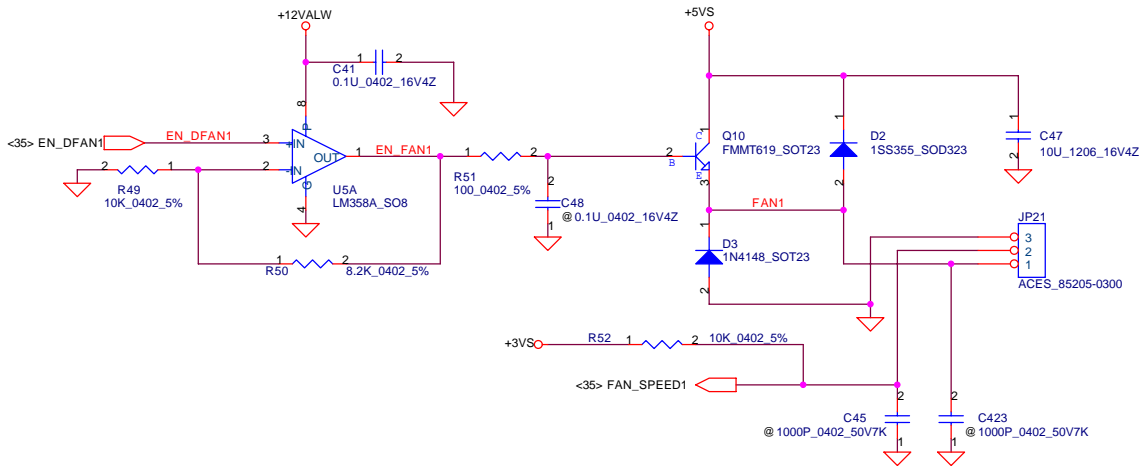 +12VALW
+5VS
1 C41 2
0.1U_0402_16V4Z
8
<35> EN_DFAN1
EN_DFAN1
3 +IN P
OUT 1 EN_FAN1
2 -IN G
U5A
LM358A_SO8
4
2 R49 1
10K_0402_5%
1 R50 2
8.2K_0402_5%
1 R51 2
100_0402_5%
2
C48
@ 0.1U_0402_16V4Z
1
2 B
C 1
Q10
FMMT619_SOT23
E 3
1
D2
1SS355_SOD323
2
1
C47
10U_1206_16V4Z
2
FAN1
1
D3
1N4148_SOT23
2
JP21
3
2
1
ACES_85205-0300
+3VS
R52 1 2 10K_0402_5%
<35> FAN_SPEED1
2
C45
@ 1000P_0402_50V7K
1
2
C423
@ 1000P_0402_50V7K
1